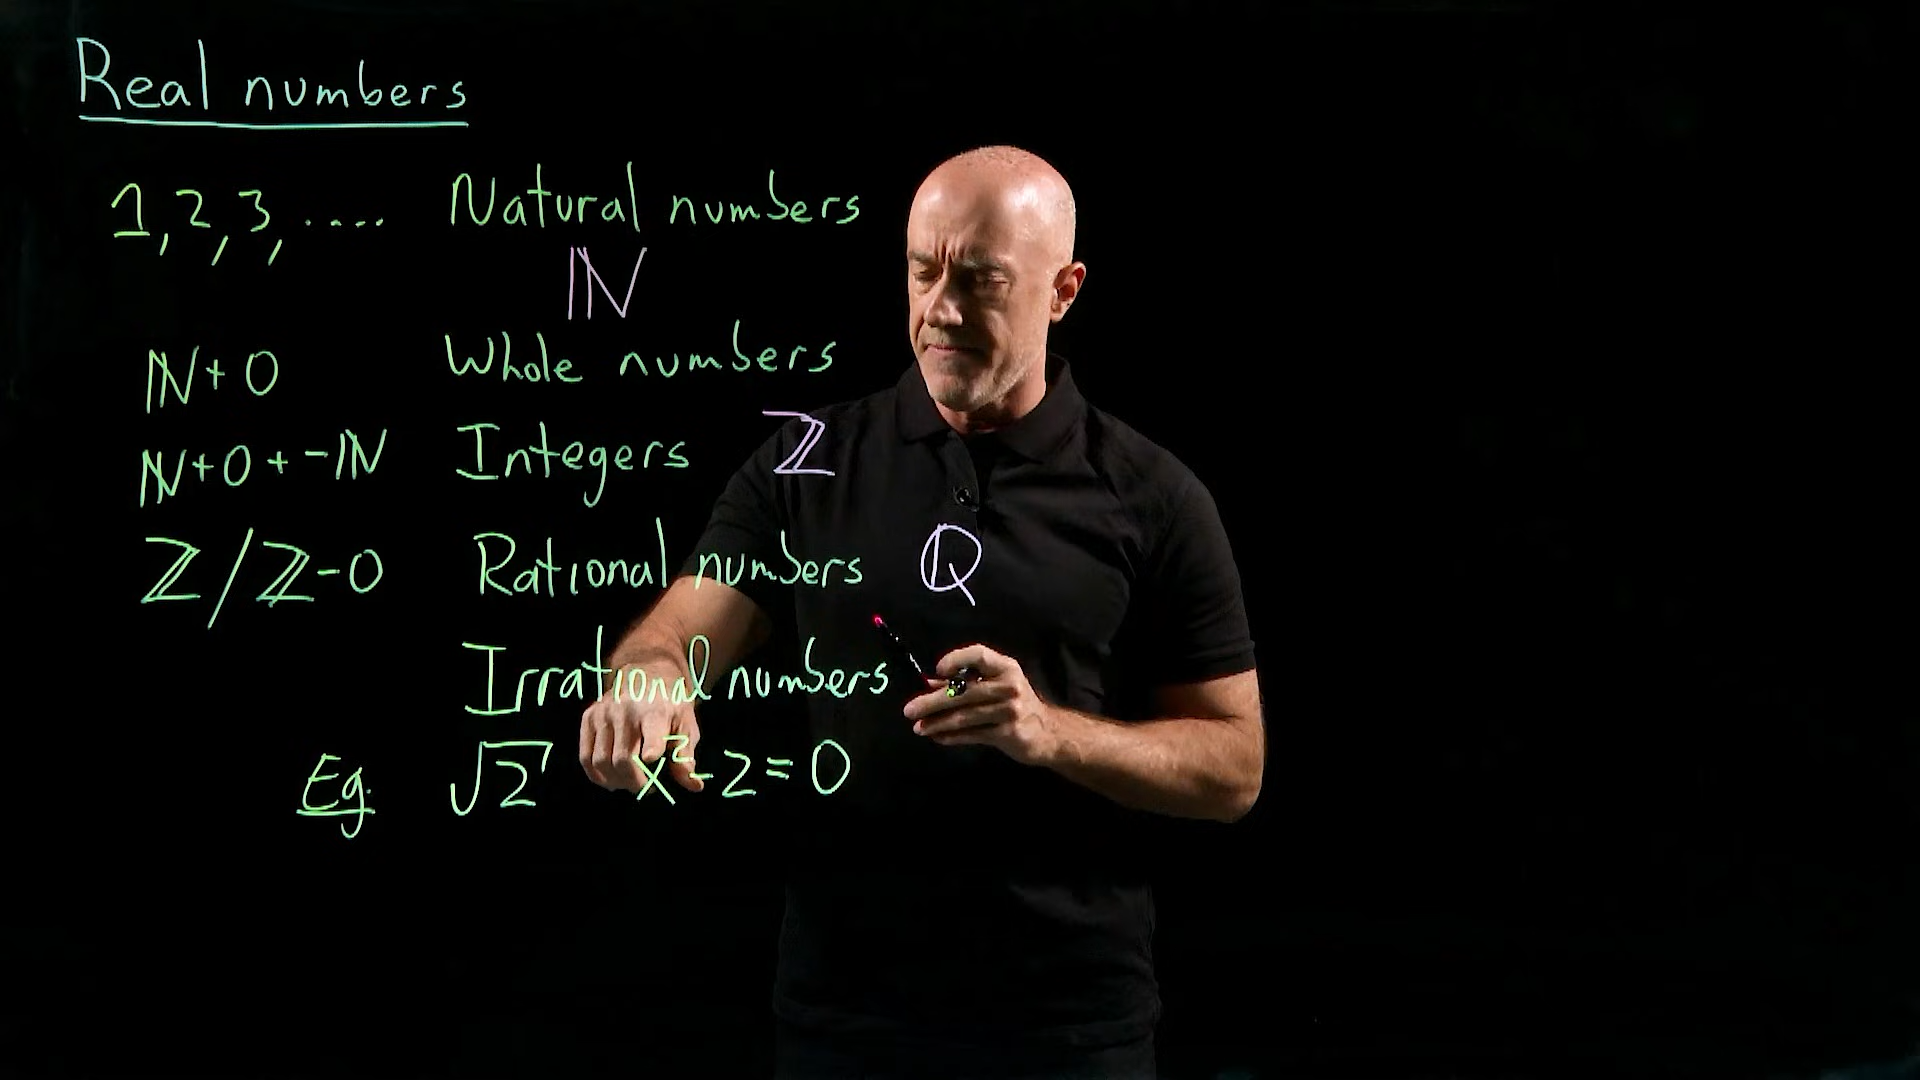 Real numbers
1, 2, 3, .... Natural numbers
ℕ
ℕ+0 Whole numbers
ℕ+0+-ℕ Integers ℤ
ℤ/ℤ-0 Rational numbers ℚ
Irrational numbers
Eg. √2 x²-2=0